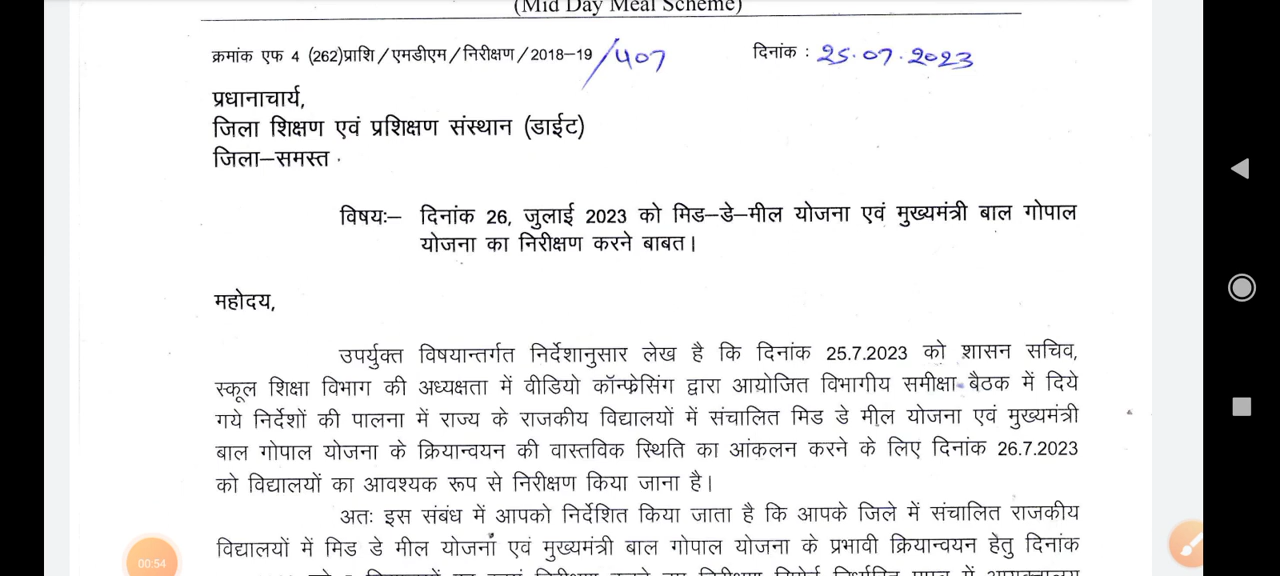 (Mid Day Meal Scheme)
क्रमांक एफ 4 (262)प्राशि/एमडीएम/निरीक्षण/2018–19/407 दिनांक : 25.07.2023
प्रधानाचार्य,
जिला शिक्षण एवं प्रशिक्षण संस्थान (डाईट)
जिला–समस्त
विषयः– दिनांक 26, जुलाई 2023 को मिड–डे–मील योजना एवं मुख्यमंत्री बाल गोपाल
योजना का निरीक्षण करने बाबत।
महोदय,
उपर्युक्त विषयान्तर्गत निर्देशानुसार लेख है कि दिनांक 25.7.2023 को शासन सचिव,
स्कूल शिक्षा विभाग की अध्यक्षता में वीडियो कॉन्फ्रेसिंग द्वारा आयोजित विभागीय समीक्षा बैठक में दिये
गये निर्देशों की पालना में राज्य के राजकीय विद्यालयों में संचालित मिड डे मील योजना एवं मुख्यमंत्री
बाल गोपाल योजना के क्रियान्वयन की वास्तविक स्थिति का आंकलन करने के लिए दिनांक 26.7.2023
को विद्यालयों का आवश्यक रूप से निरीक्षण किया जाना है।
अतः इस संबंध में आपको निर्देशित किया जाता है कि आपके जिले में संचालित राजकीय
विद्यालयों में मिड डे मील योजना एवं मुख्यमंत्री बाल गोपाल योजना के प्रभावी क्रियान्वयन हेतु दिनांक
00:54